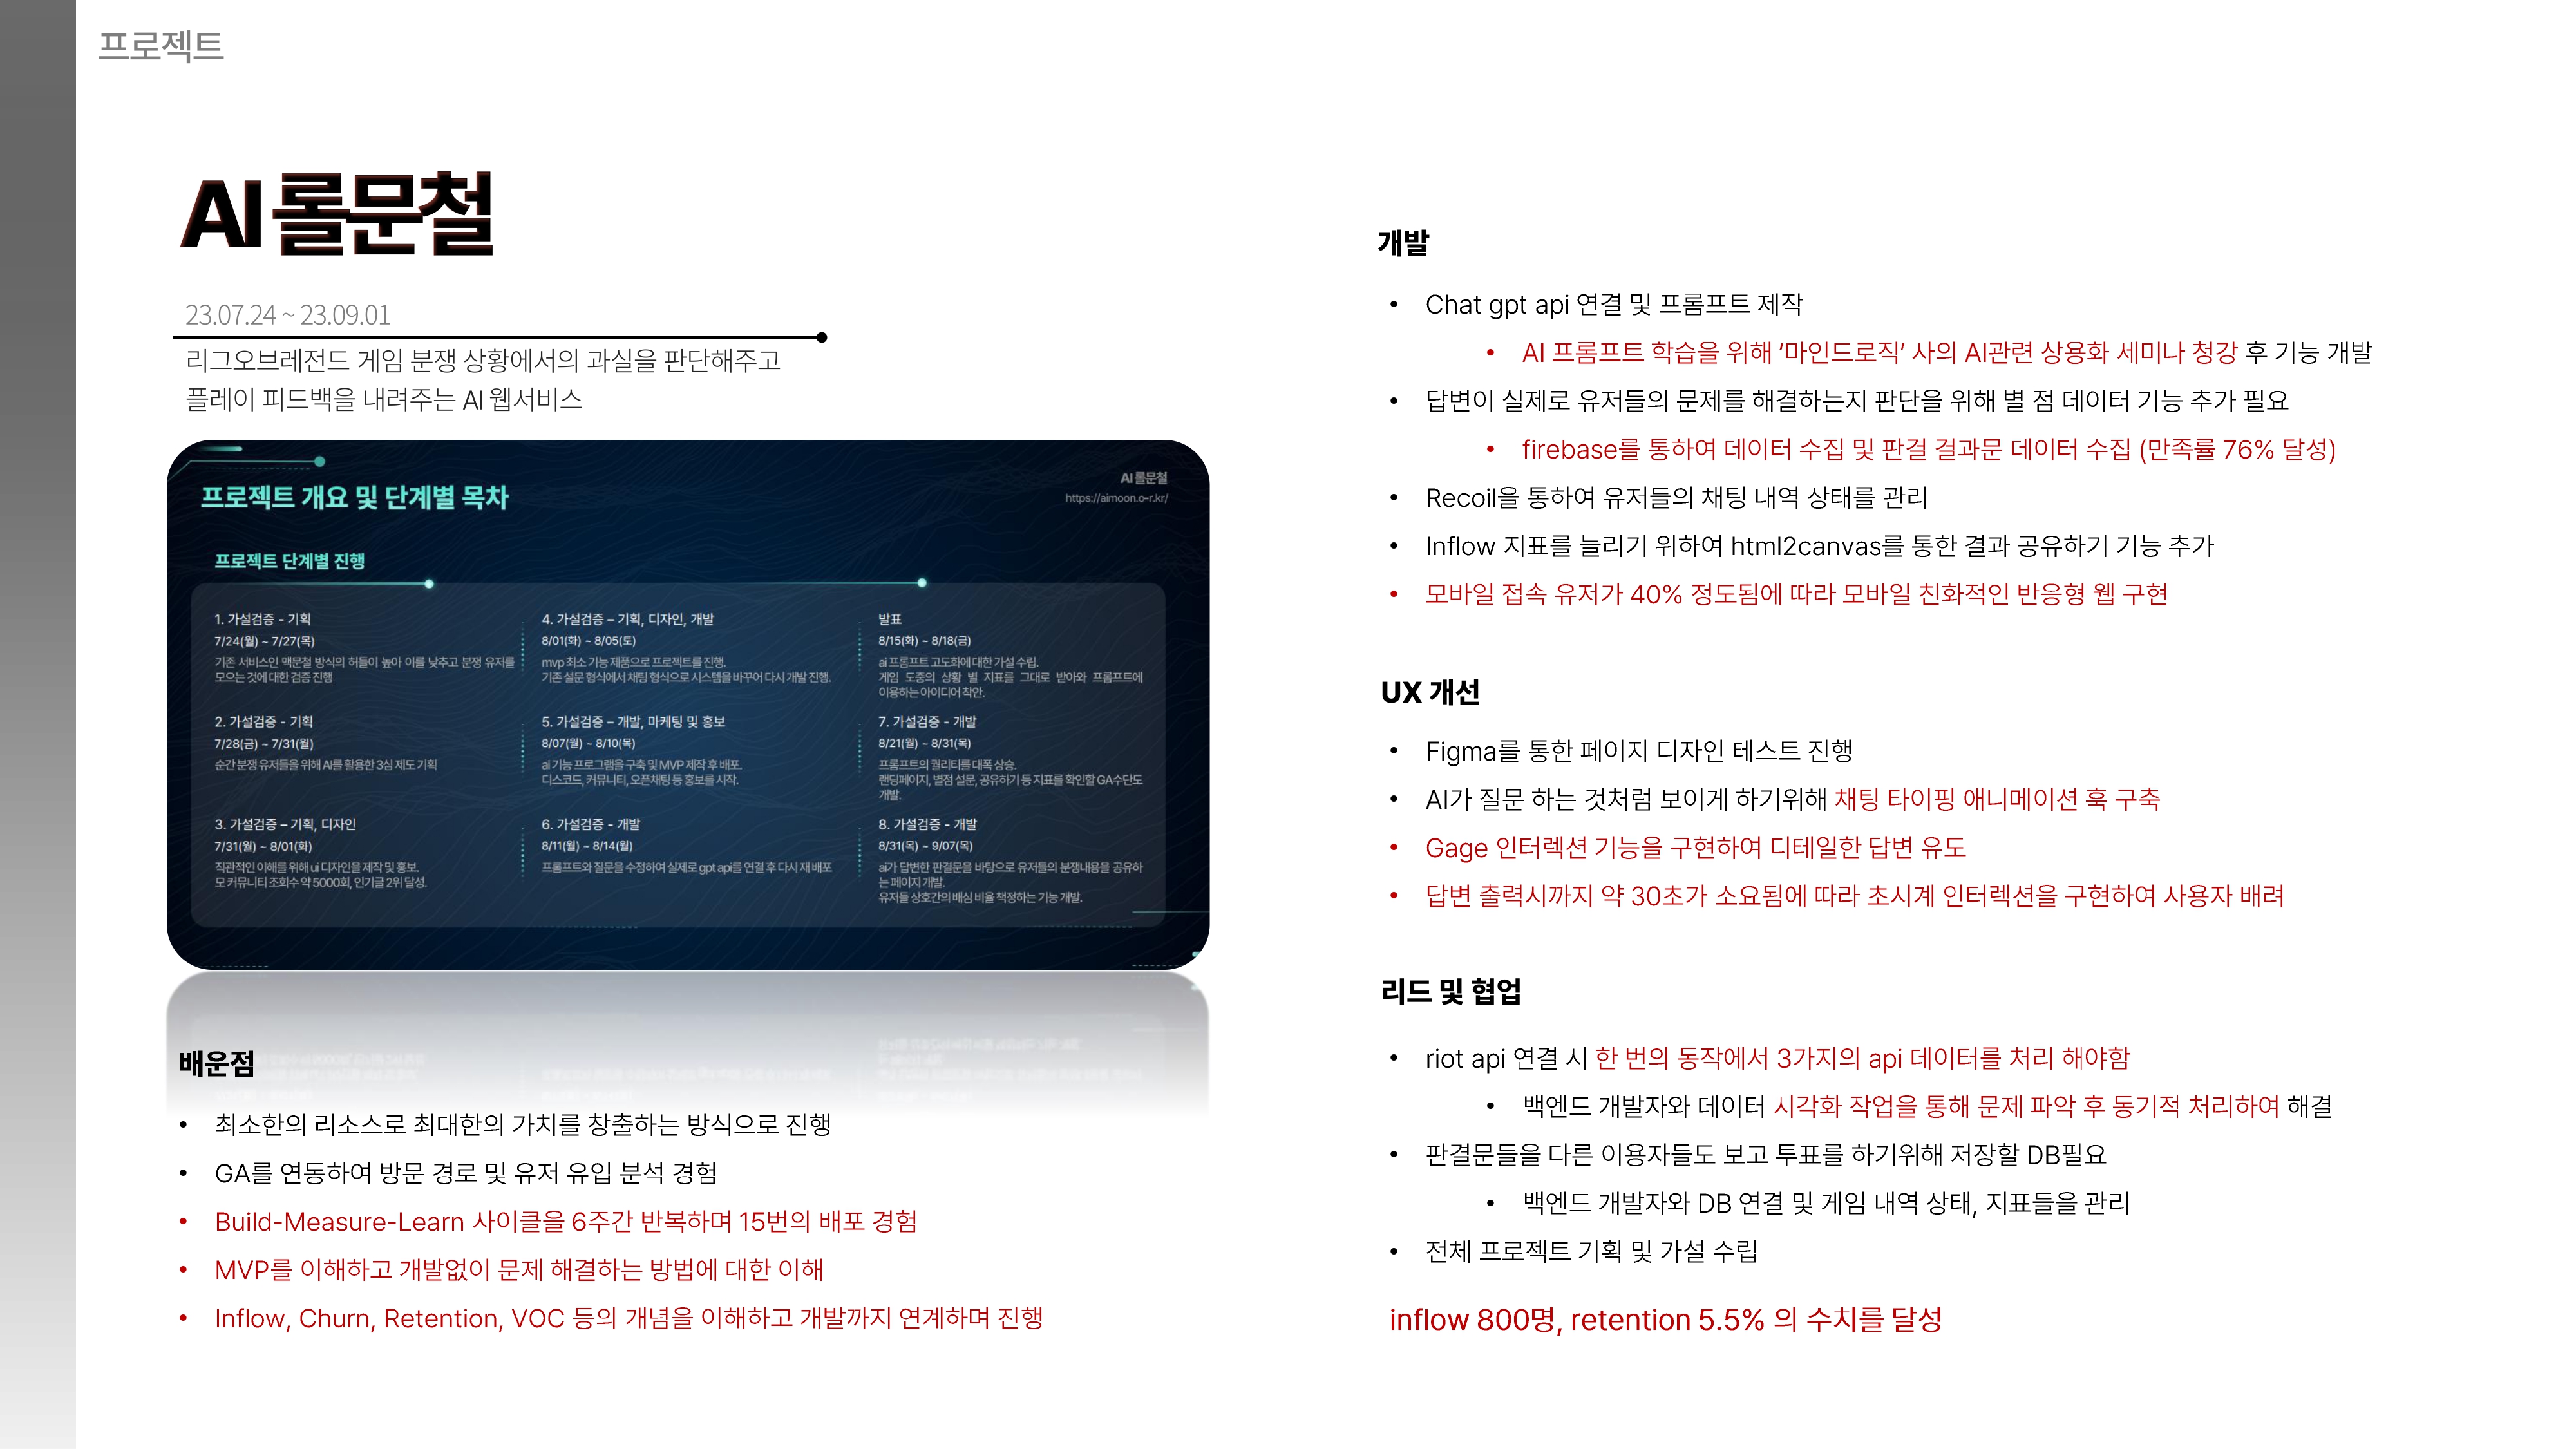 프로젝트
AI 롤문철
23.07.24 ~ 23.09.01
리그오브레전드 게임 분쟁 상황에서의 과실을 판단해주고
플레이 피드백을 내려주는 AI 웹서비스
프로젝트 개요 및 단계별 목차
AI 롤문철
https://aimoon.o-r.kr/
프로젝트 단계별 진행
1. 가설검증 - 기획
7/24(월) ~ 7/27(목)
기존 서비스인 맥문철 방식의 허들이 높아 이를 낮추고 분쟁 유저를
모으는 것에 대한 검증 진행
2. 가설검증 - 기획
7/28(금) ~ 7/31(월)
순간 분쟁 유저들을 위해 AI를 활용한 3심 제도 기획
3. 가설검증 – 기획, 디자인
7/31(월) ~ 8/01(화)
직관적인 이해를 위해 ui 디자인을 제작 및 홍보.
모 커뮤니티 조회수 약 5000회, 인기글 2위 달성.
4. 가설검증 – 기획, 디자인, 개발
8/01(화) ~ 8/05(토)
mvp 최소 기능 제품으로 프로젝트를 진행.
기존 설문 형식에서 채팅 형식으로 시스템을 바꾸어 다시 개발 진행.
5. 가설검증 – 개발, 마케팅 및 홍보
8/07(월) ~ 8/10(목)
ai 기능 프로그램을 구축 및 MVP 제작 후 배포.
디스코드, 커뮤니티, 오픈채팅 등 홍보를 시작.
6. 가설검증 - 개발
8/11(월) ~ 8/14(월)
프롬프트와 질문을 수정하여 실제로 gpt api를 연결 후 다시 재 배포
발표
8/15(화) ~ 8/18(금)
ai 프롬프트 고도화에 대한 가설 수립.
게임 도중의 상황 별 지표를 그대로 받아와 프롬프트에
이용하는 아이디어 착안.
7. 가설검증 - 개발
8/21(월) ~ 8/31(목)
프롬프트의 퀄리티를 대폭 상승.
랜딩페이지, 별점 설문, 공유하기 등 지표를 확인할 GA수단도
개발.
8. 가설검증 - 개발
8/31(목) ~ 9/07(목)
ai가 답변한 판결문을 바탕으로 유저들의 분쟁내용을 공유하
는 페이지 개발.
유저들 상호간의 배심 비율 책정하는 기능 개발.
배운점
• 최소한의 리소스로 최대한의 가치를 창출하는 방식으로 진행
• GA를 연동하여 방문 경로 및 유저 유입 분석 경험
• Build-Measure-Learn 사이클을 6주간 반복하며 15번의 배포 경험
• MVP를 이해하고 개발없이 문제 해결하는 방법에 대한 이해
• Inflow, Churn, Retention, VOC 등의 개념을 이해하고 개발까지 연계하며 진행
개발
• Chat gpt api 연결 및 프롬프트 제작
• AI 프롬프트 학습을 위해 ‘마인드로직’ 사의 AI관련 상용화 세미나 청강 후 기능 개발
• 답변이 실제로 유저들의 문제를 해결하는지 판단을 위해 별 점 데이터 기능 추가 필요
• firebase를 통하여 데이터 수집 및 판결 결과문 데이터 수집 (만족률 76% 달성)
• Recoil을 통하여 유저들의 채팅 내역 상태를 관리
• Inflow 지표를 늘리기 위하여 html2canvas를 통한 결과 공유하기 기능 추가
• 모바일 접속 유저가 40% 정도됨에 따라 모바일 친화적인 반응형 웹 구현
UX 개선
• Figma를 통한 페이지 디자인 테스트 진행
• AI가 질문 하는 것처럼 보이게 하기위해 채팅 타이핑 애니메이션 훅 구축
• Gage 인터렉션 기능을 구현하여 디테일한 답변 유도
• 답변 출력시까지 약 30초가 소요됨에 따라 초시계 인터렉션을 구현하여 사용자 배려
리드 및 협업
• riot api 연결 시 한 번의 동작에서 3가지의 api 데이터를 처리 해야함
• 백엔드 개발자와 데이터 시각화 작업을 통해 문제 파악 후 동기적 처리하여 해결
• 판결문들을 다른 이용자들도 보고 투표를 하기위해 저장할 DB필요
• 백엔드 개발자와 DB 연결 및 게임 내역 상태, 지표들을 관리
• 전체 프로젝트 기획 및 가설 수립
inflow 800명, retention 5.5% 의 수치를 달성